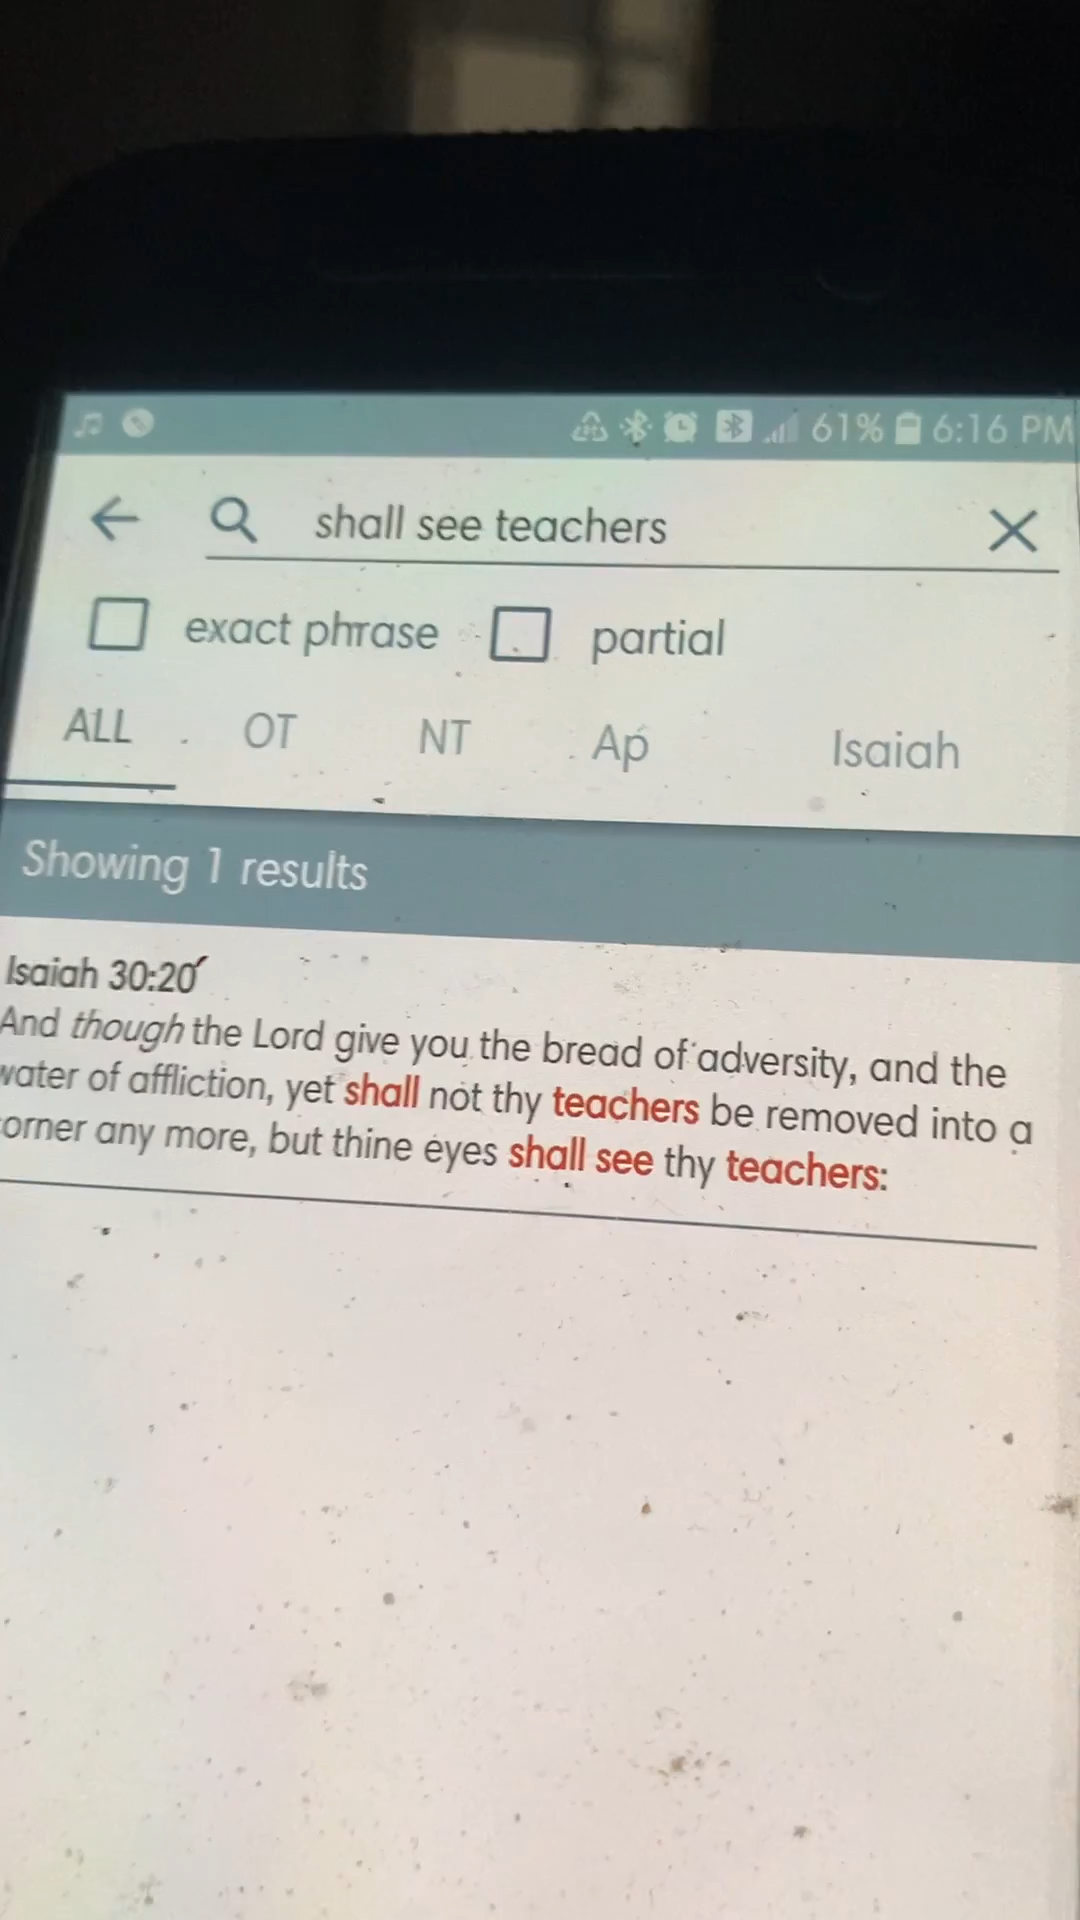 61% 6:16 PM
shall see teachers
exact phrase partial
ALL OT NT Ap Isaiah
Showing 1 results
Isaiah 30:20
And though the Lord give you the bread of adversity, and the
water of affliction, yet shall not thy teachers be removed into a
corner any more, but thine eyes shall see thy teachers: